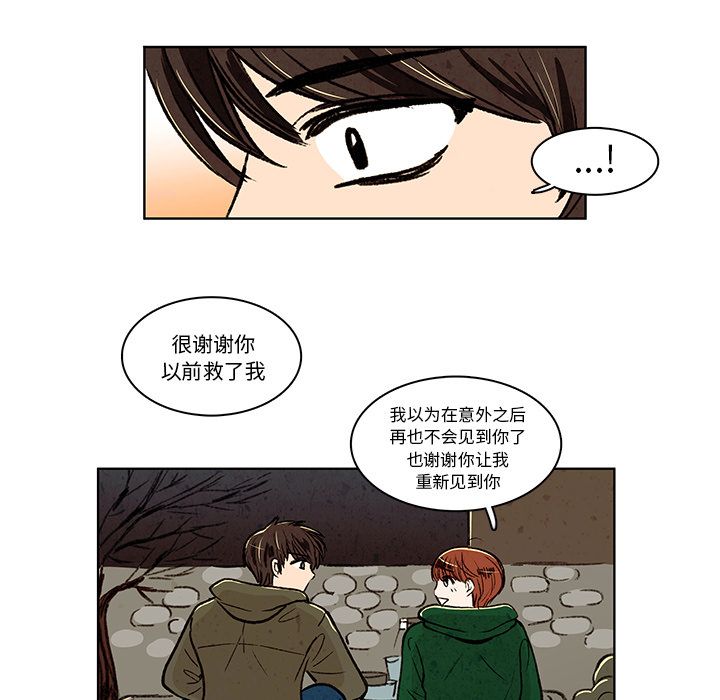 ...!
很谢谢你
以前救了我
我以为在意外之后
再也不会见到你了
也谢谢你让我
重新见到你